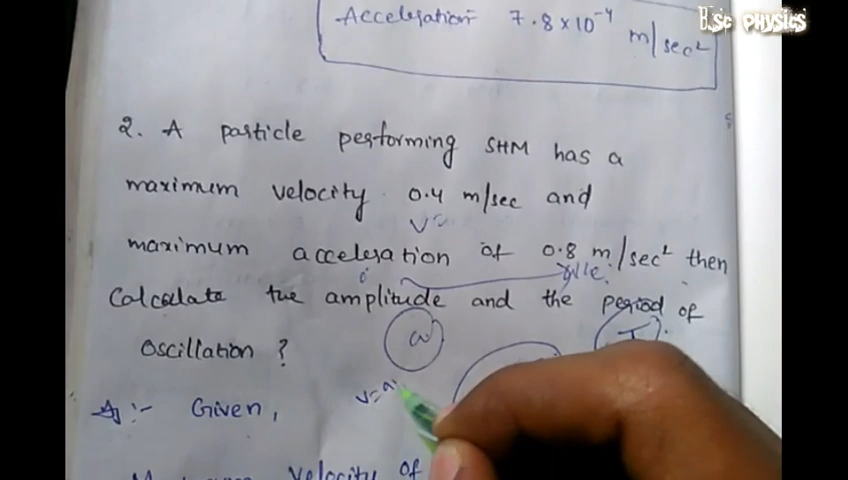 B.sc Physics
Acceleration 7.8 x 10⁻⁴ m/sec²
2. A particle performing SHM has a
maximum velocity 0.4 m/sec and
V=
maximum acceleration of 0.8 m/sec² then
calculate the amplitude and the period of
T
oscillation ?
A :- Given,
v=a
velocity of